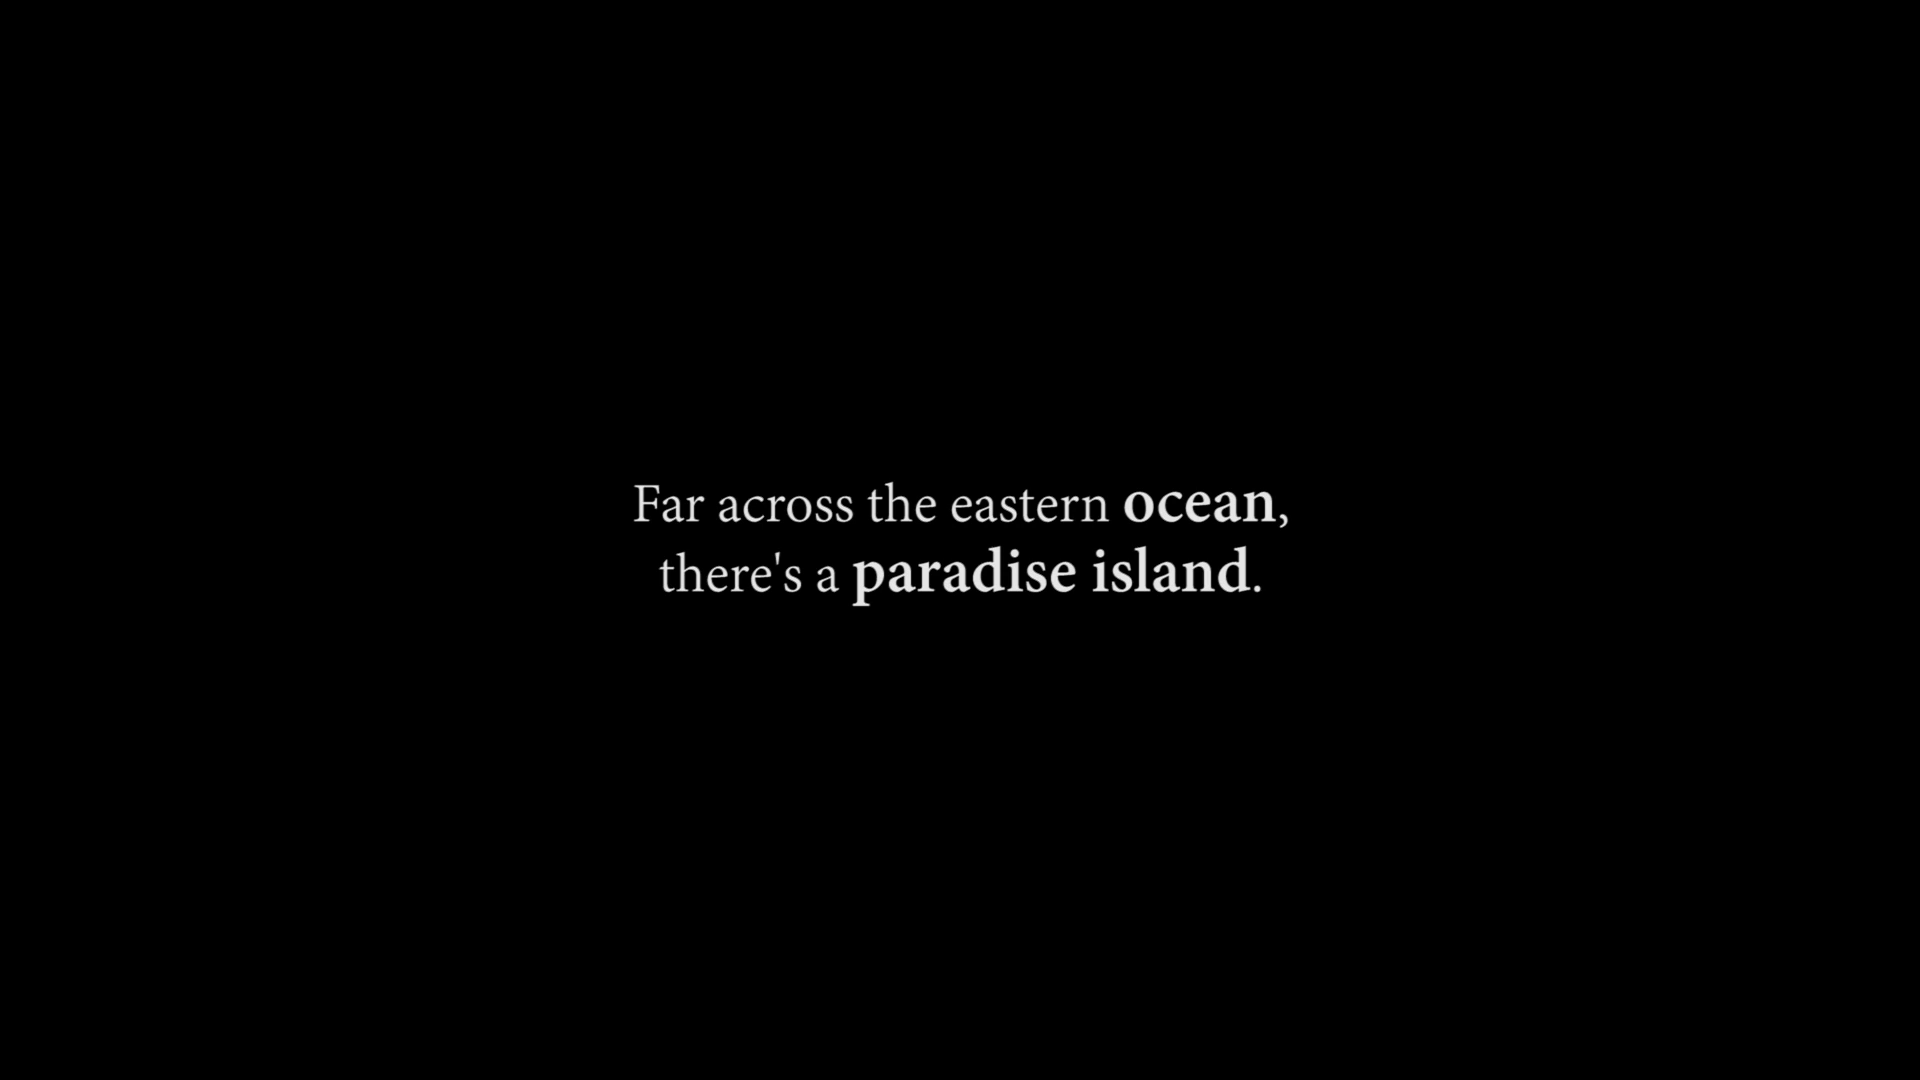 Far across the eastern ocean,
there's a paradise island.